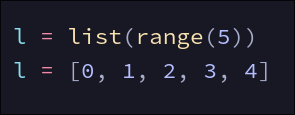 l = list(range(5))
l = [0, 1, 2, 3, 4]